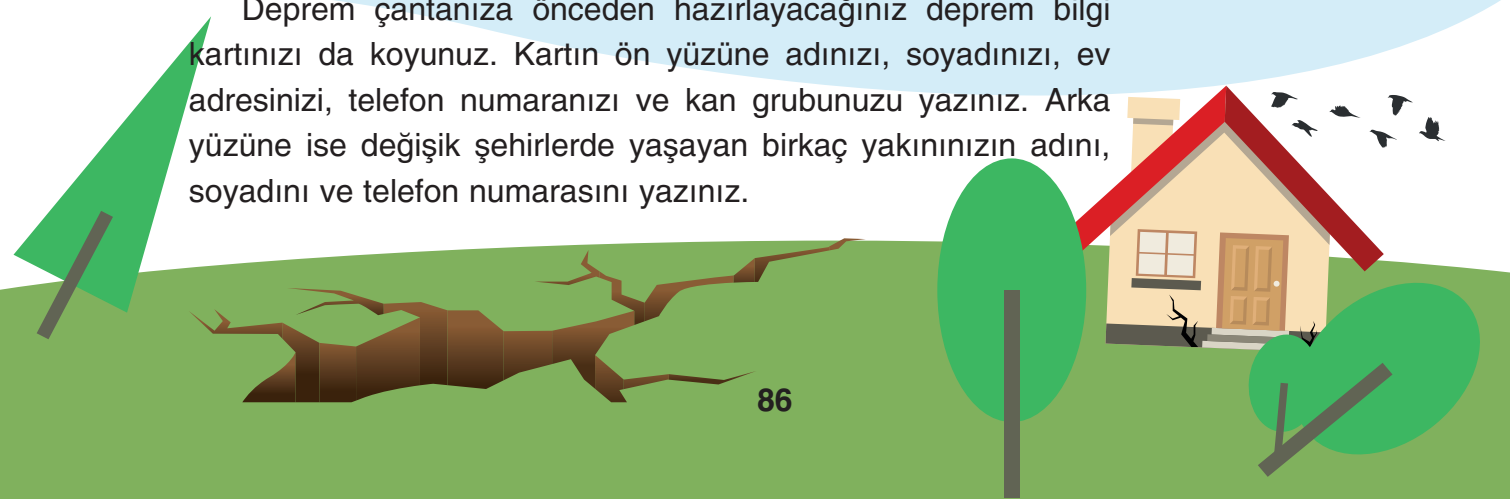 Deprem çantanıza önceden hazırlayacağınız deprem bilgi
kartınızı da koyunuz. Kartın ön yüzüne adınızı, soyadınızı, ev
adresinizi, telefon numaranızı ve kan grubunuzu yazınız. Arka
yüzüne ise değişik şehirlerde yaşayan birkaç yakınınızın adını,
soyadını ve telefon numarasını yazınız.
86